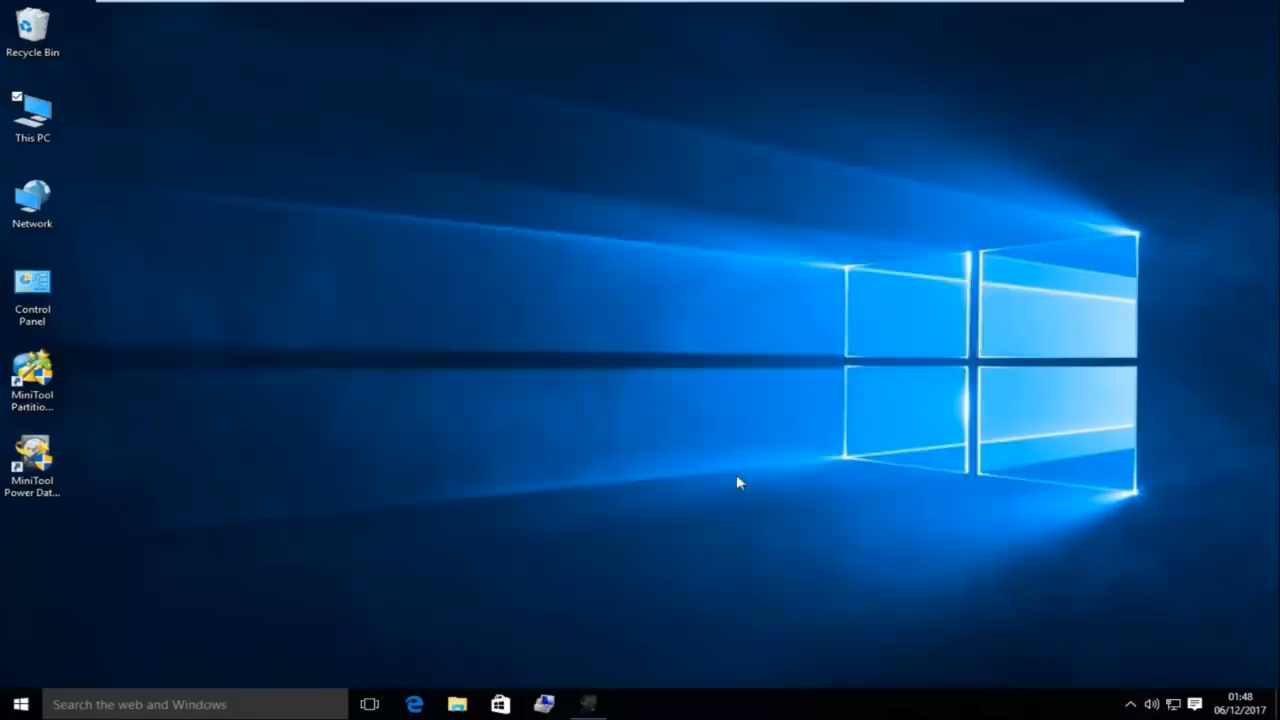 Recycle Bin
This PC
Network
Control
Panel
MiniTool
Partitio...
MiniTool
Power Dat...
Search the web and Windows
01:48
06/12/2017